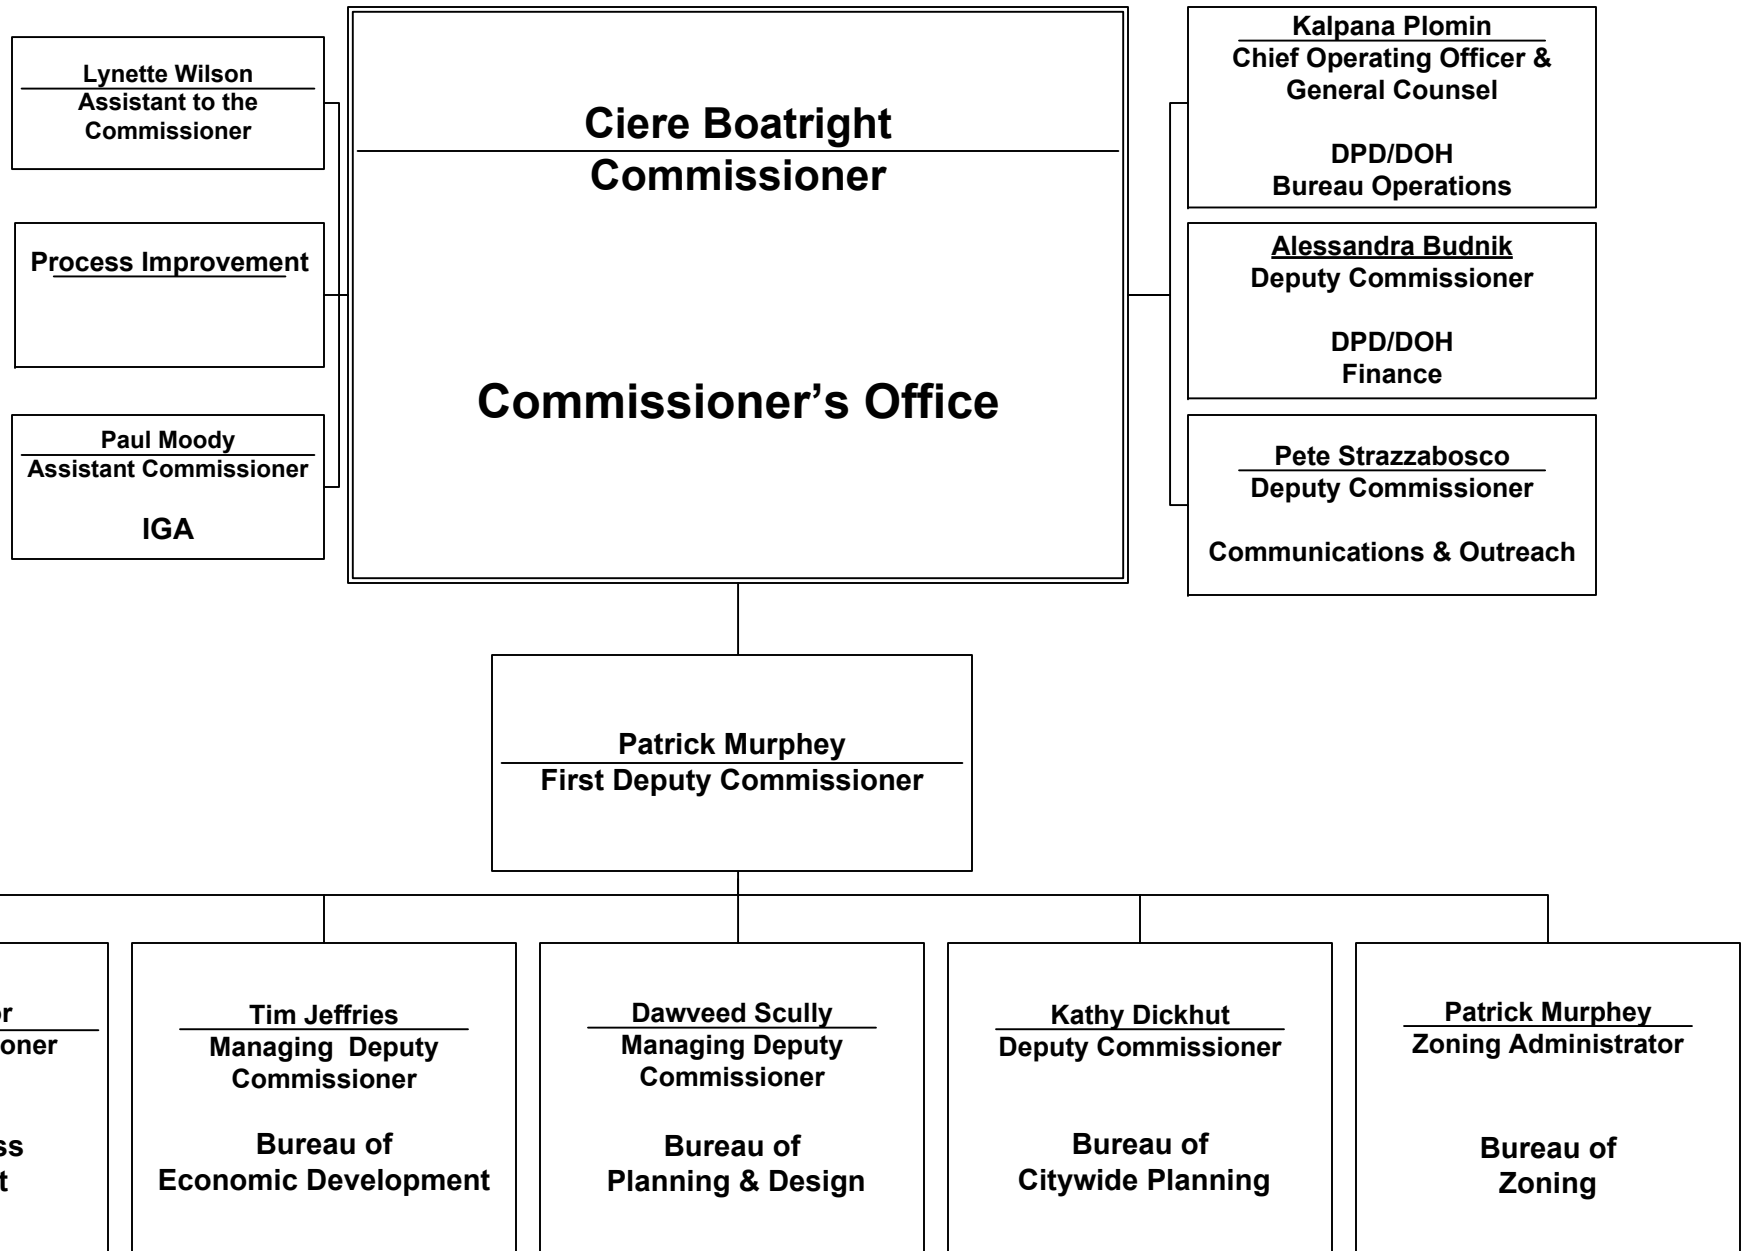 Lynette Wilson
Assistant to the
Commissioner
Process Improvement
Paul Moody
Assistant Commissioner
IGA
Ciere Boatright
Commissioner
Commissioner’s Office
Kalpana Plomin
Chief Operating Officer &
General Counsel
DPD/DOH
Bureau Operations
Alessandra Budnik
Deputy Commissioner
DPD/DOH
Finance
Pete Strazzabosco
Deputy Commissioner
Communications & Outreach
Patrick Murphey
First Deputy Commissioner
r
oner
ss
t
Tim Jeffries
Managing Deputy
Commissioner
Bureau of
Economic Development
Dawveed Scully
Managing Deputy
Commissioner
Bureau of
Planning & Design
Kathy Dickhut
Deputy Commissioner
Bureau of
Citywide Planning
Patrick Murphey
Zoning Administrator
Bureau of
Zoning